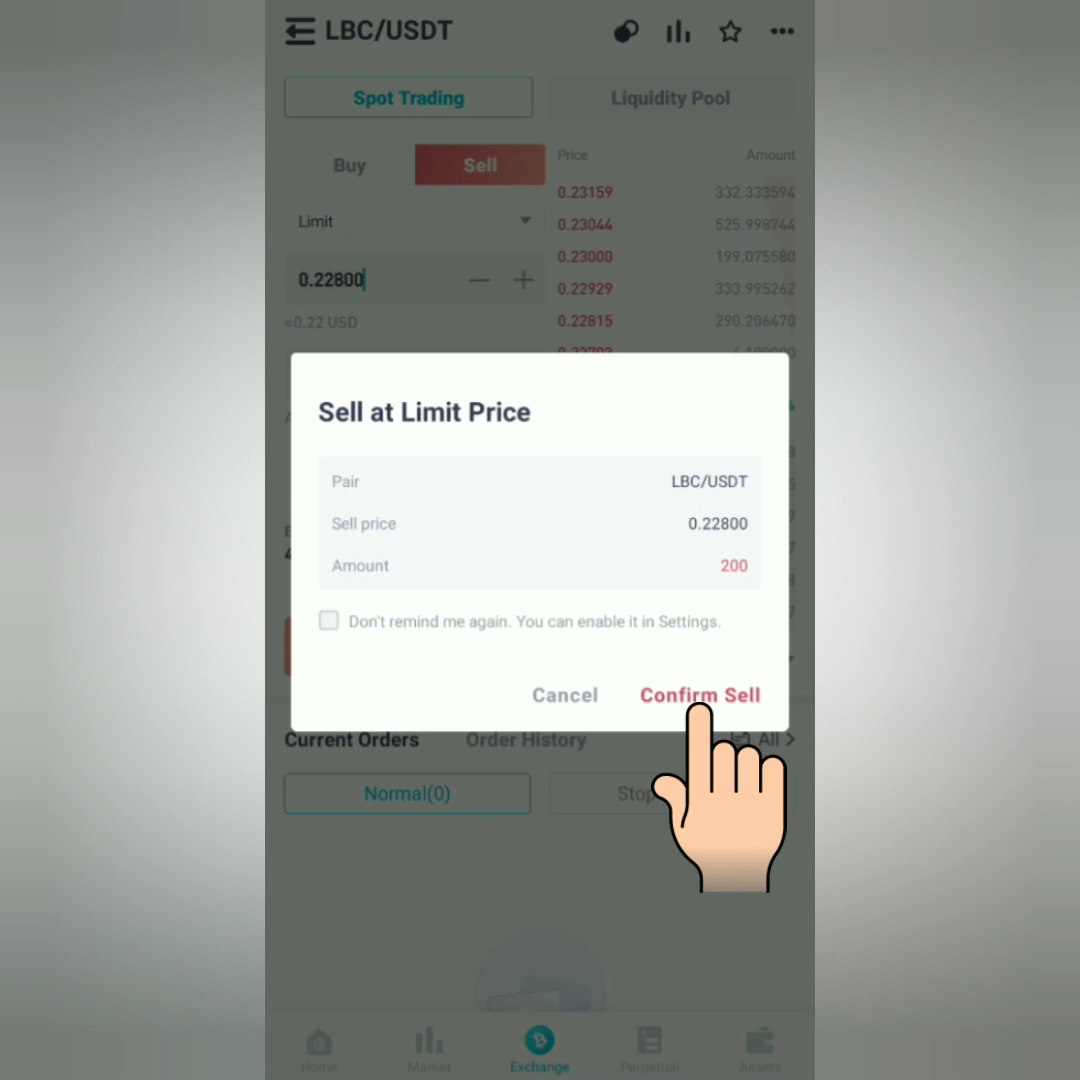 LBC/USDT
Spot Trading
Liquidity Pool
Buy
Sell
Price
Amount
Limit
0.23159
332.333594
0.23044
525.998744
0.23000
199.075580
0.22800
0.22929
333.995262
≈0.22 USD
0.22815
290.206470
Sell at Limit Price
Pair
LBC/USDT
Sell price
0.22800
Amount
200
Don't remind me again. You can enable it in Settings.
Cancel
Confirm Sell
Current Orders
Order History
All
Normal(0)
Home
Market
Exchange
Perpetual
Assets